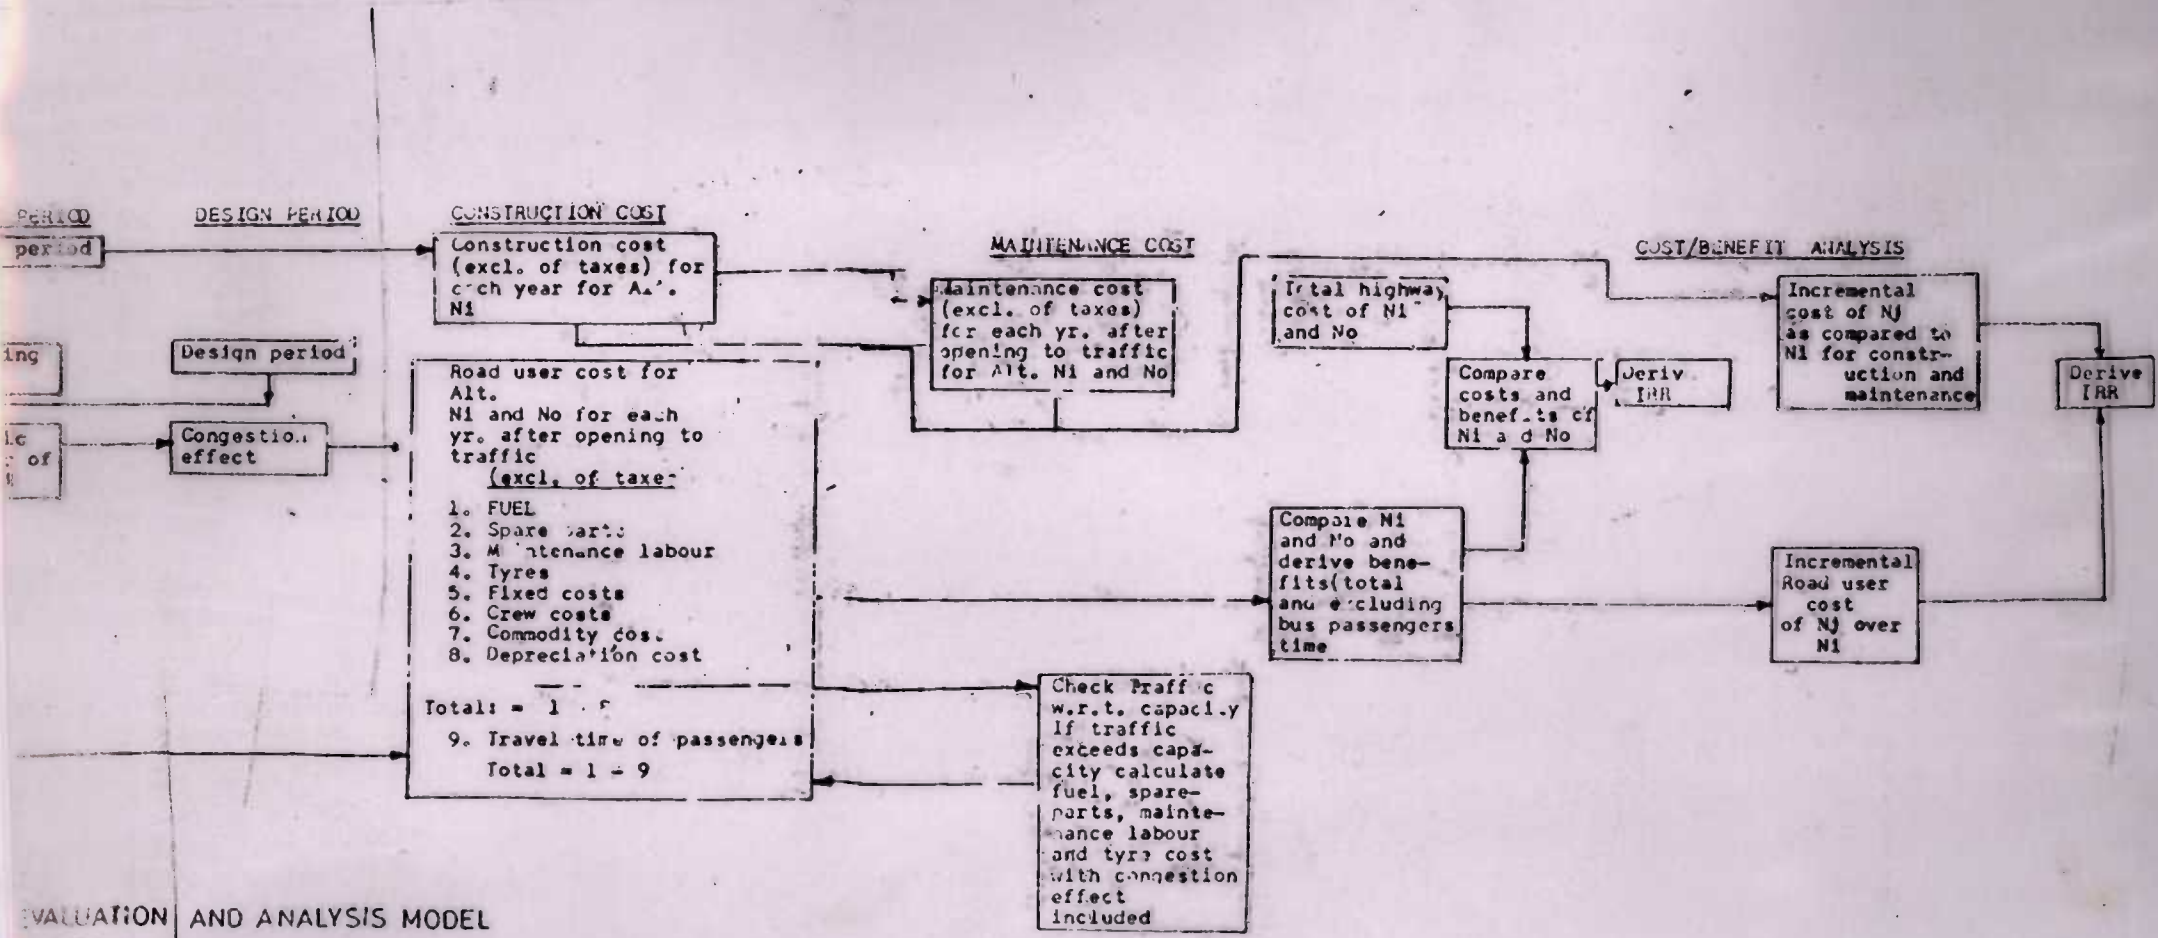 PERIOD
period
ing
of
DESIGN PERIOD
Design period
Congestion
effect
CONSTRUCTION COST
Construction cost
(excl. of taxes) for
each year for
Ni
Road user cost for
Alt.
Ni and No for each
yr. after opening to
traffic
(excl. of taxe
1. FUEL
2. Spare parts
3. Maintenance labour
4. Tyres
5. Fixed costs
6. Crew costs
7. Commodity cost
8. Depreciation cost
Total: = 1
9. Travel time of passengers
Total = 1 - 9
MAINTENANCE COST
Maintenance cost
(excl. of taxes)
for each yr. after
opening to traffic
for Alt. Ni and No
Check Traffic
w.r.t. capacity
If traffic
exceeds capa-
city calculate
fuel, spare-
parts, mainte-
nance labour
and tyre cost
with congestion
effect
included
Total highway
cost of Ni
and No
Compare Ni
and No and
derive bene-
fits(total
and excluding
bus passengers
time
Compare
costs and
benefits of
Ni and No
Deriv
IRR
COST/BENEFIT ANALYSIS
Incremental
cost of NJ
as compared to
Ni for constr-
uction and
maintenance
Incremental
Road user
cost
of NJ over
Ni
Derive
IRR
EVALUATION AND ANALYSIS MODEL